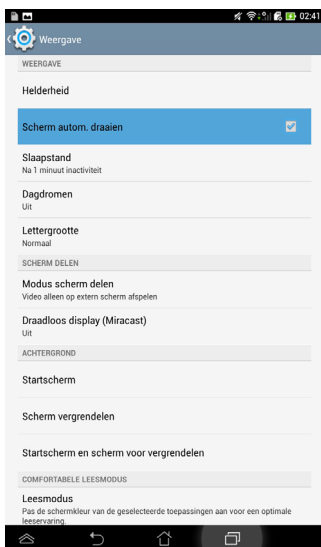 02:41
Weergave
WEERGAVE
Helderheid
Scherm autom. draaien
Slaapstand
Na 1 minuut inactiviteit
Dagdromen
Uit
Lettergrootte
Normaal
SCHERM DELEN
Modus scherm delen
Video alleen op extern scherm afspelen
Draadloos display (Miracast)
Uit
ACHTERGROND
Startscherm
Scherm vergrendelen
Startscherm en scherm voor vergrendelen
COMFORTABELE LEESMODUS
Leesmodus
Pas de schermkleur van de geselecteerde toepassingen aan voor een optimale
leeservaring.